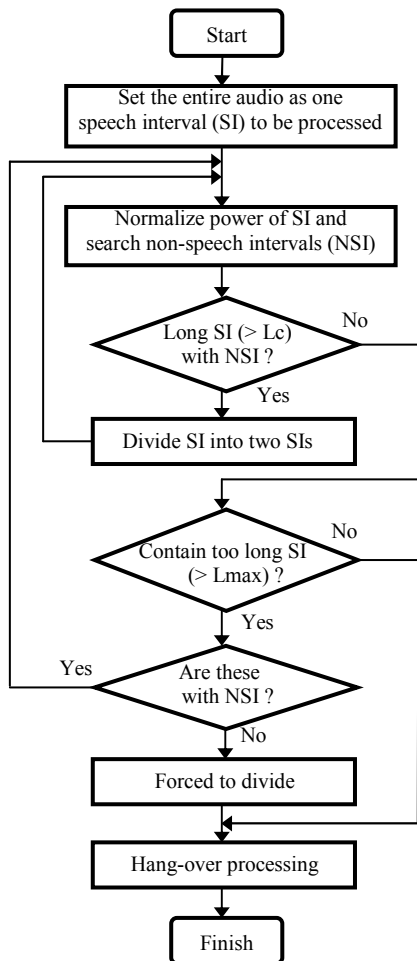 Start
Set the entire audio as one
speech interval (SI) to be processed
Normalize power of SI and
search non-speech intervals (NSI)
Long SI (> Lc)
with NSI ?
No
Yes
Divide SI into two SIs
Contain too long SI
(> Lmax) ?
No
Yes
Are these
with NSI ?
Yes
No
Forced to divide
Hang-over processing
Finish